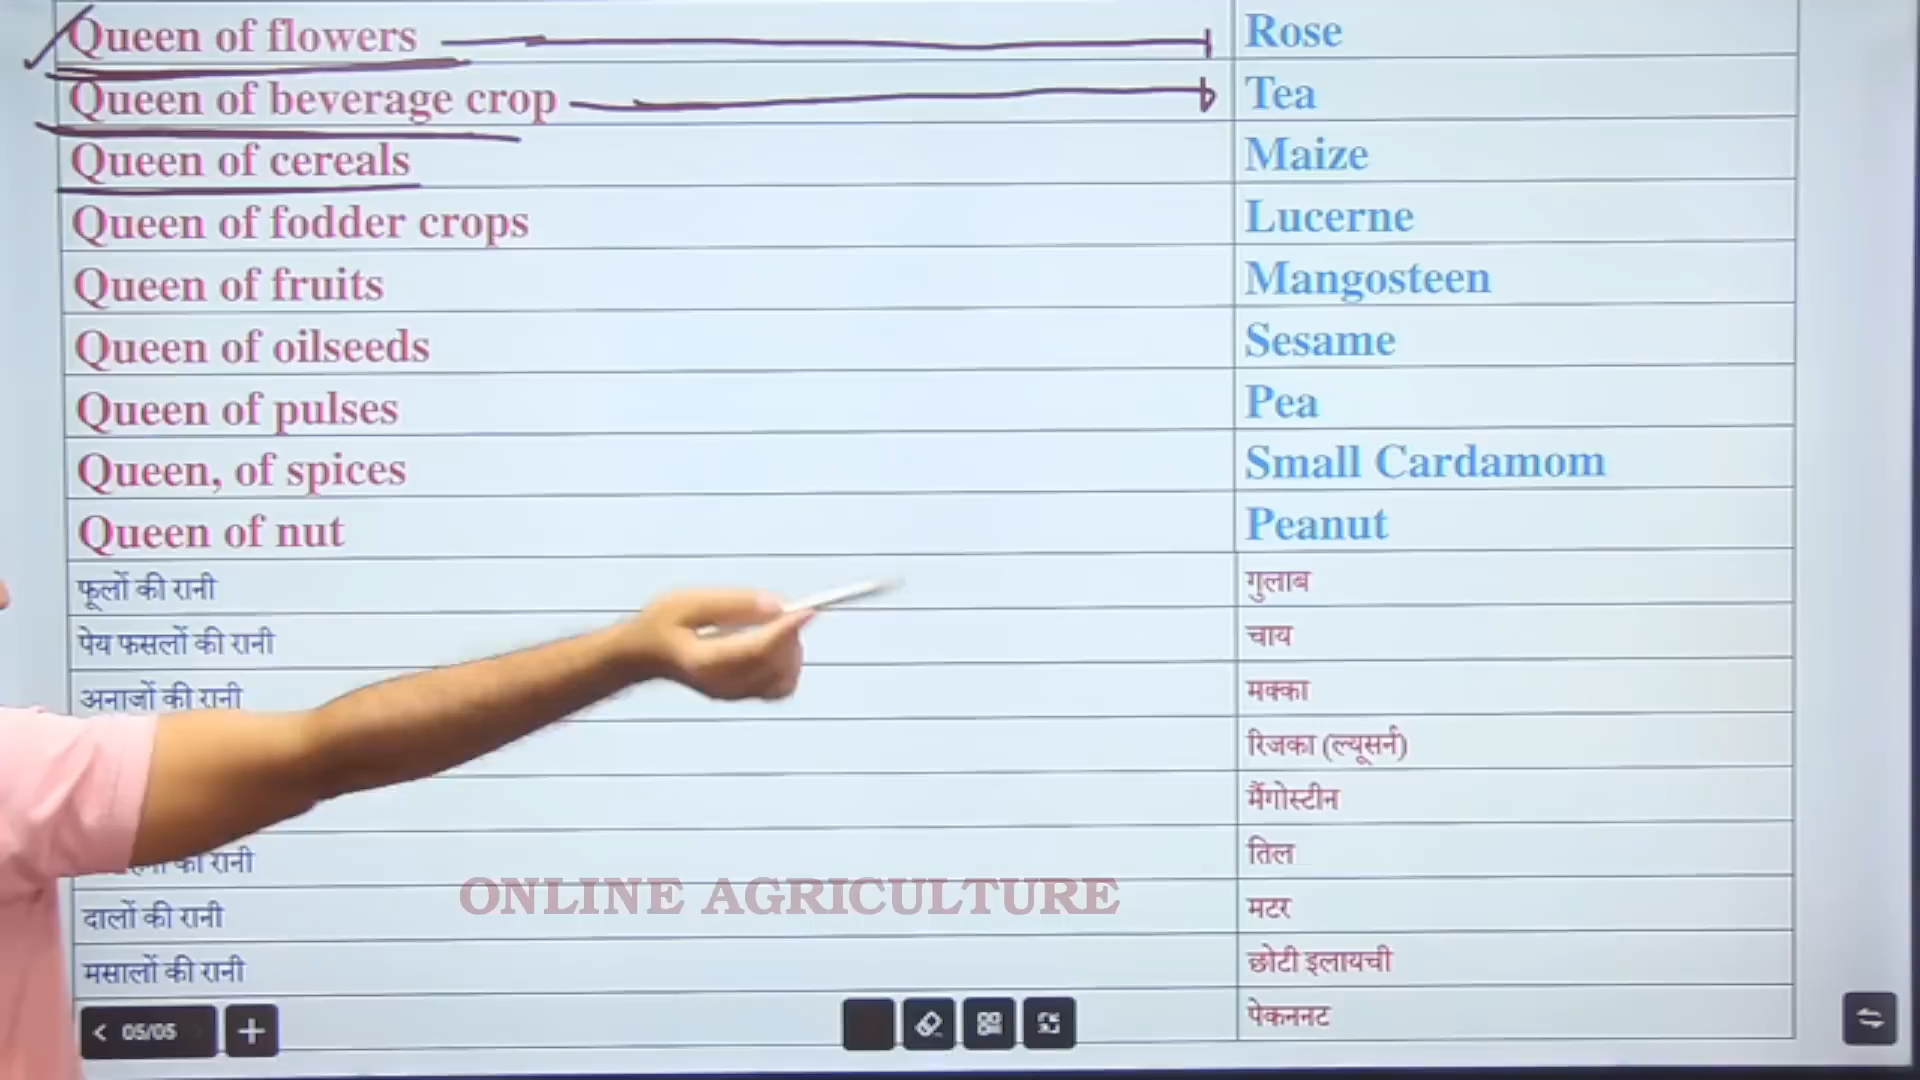 Queen of flowers Rose
Queen of beverage crop Tea
Queen of cereals Maize
Queen of fodder crops Lucerne
Queen of fruits Mangosteen
Queen of oilseeds Sesame
Queen of pulses Pea
Queen, of spices Small Cardamom
Queen of nut Peanut
फूलों की रानी गुलाब
पेय फसलों की रानी चाय
अनाजों की रानी मक्का
रिजका (ल्यूसर्न)
मैंगोस्टीन
की रानी तिल
ONLINE AGRICULTURE
दालों की रानी मटर
मसालों की रानी छोटी इलायची
पेकननट
05/05